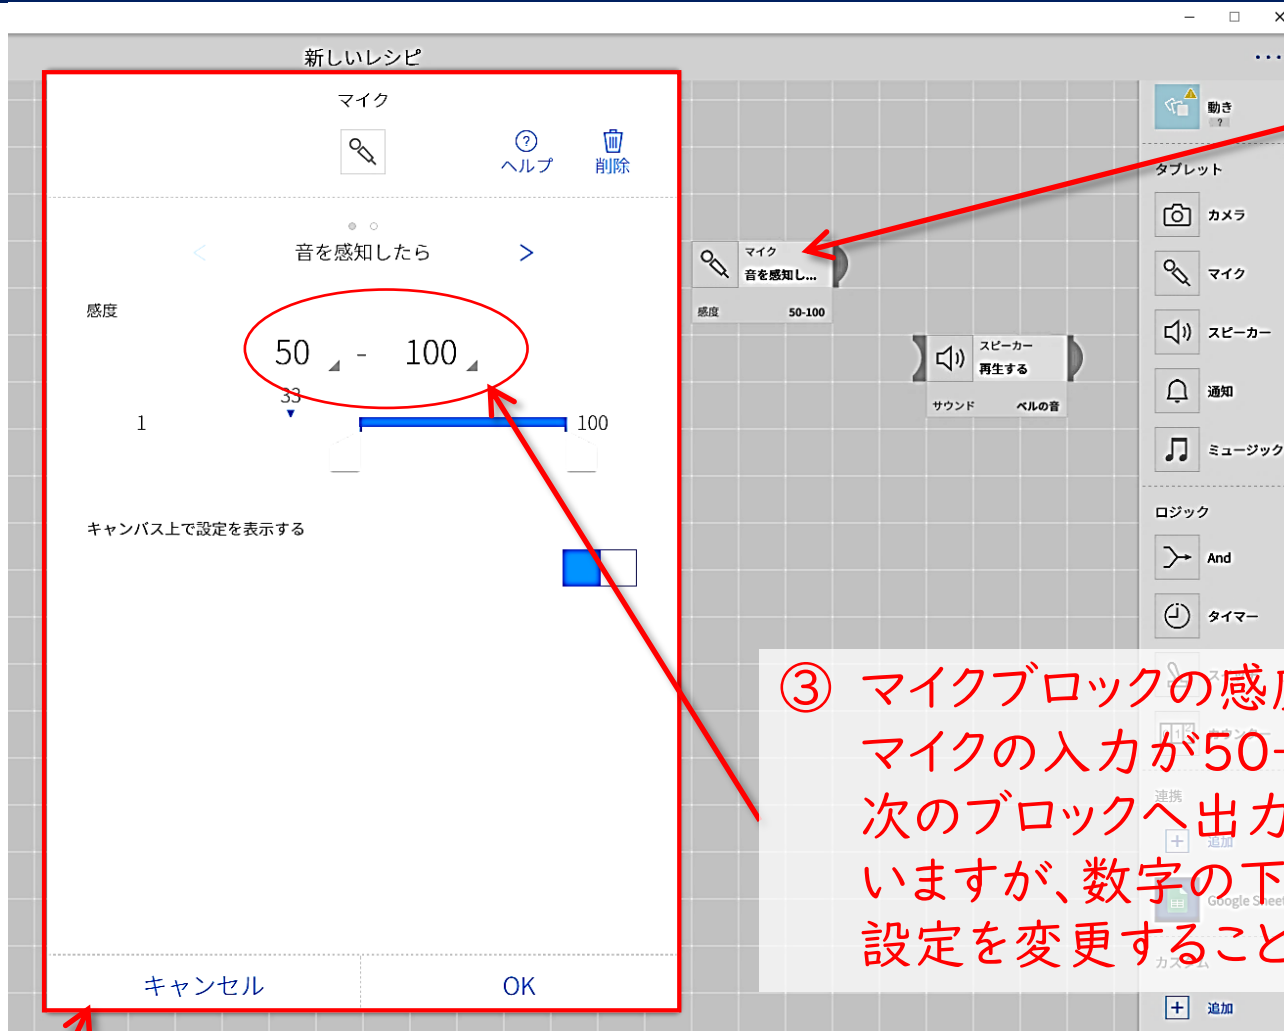 新しいレシピ
マイク
ヘルプ
削除
音を感知したら
感度
50 - 100
33
1
100
キャンバス上で設定を表示する
キャンセル
OK
マイク
音を感知し...
感度 50-100
スピーカー
再生する
サウンド ベルの音
動き
?
タブレット
カメラ
マイク
スピーカー
通知
ミュージック
ロジック
And
タイマー
連携
追加
Google Sheet
カスタム
追加
③ マイクブロックの感度
マイクの入力が50-
次のブロックへ出力
いますが、数字の下
設定を変更すること